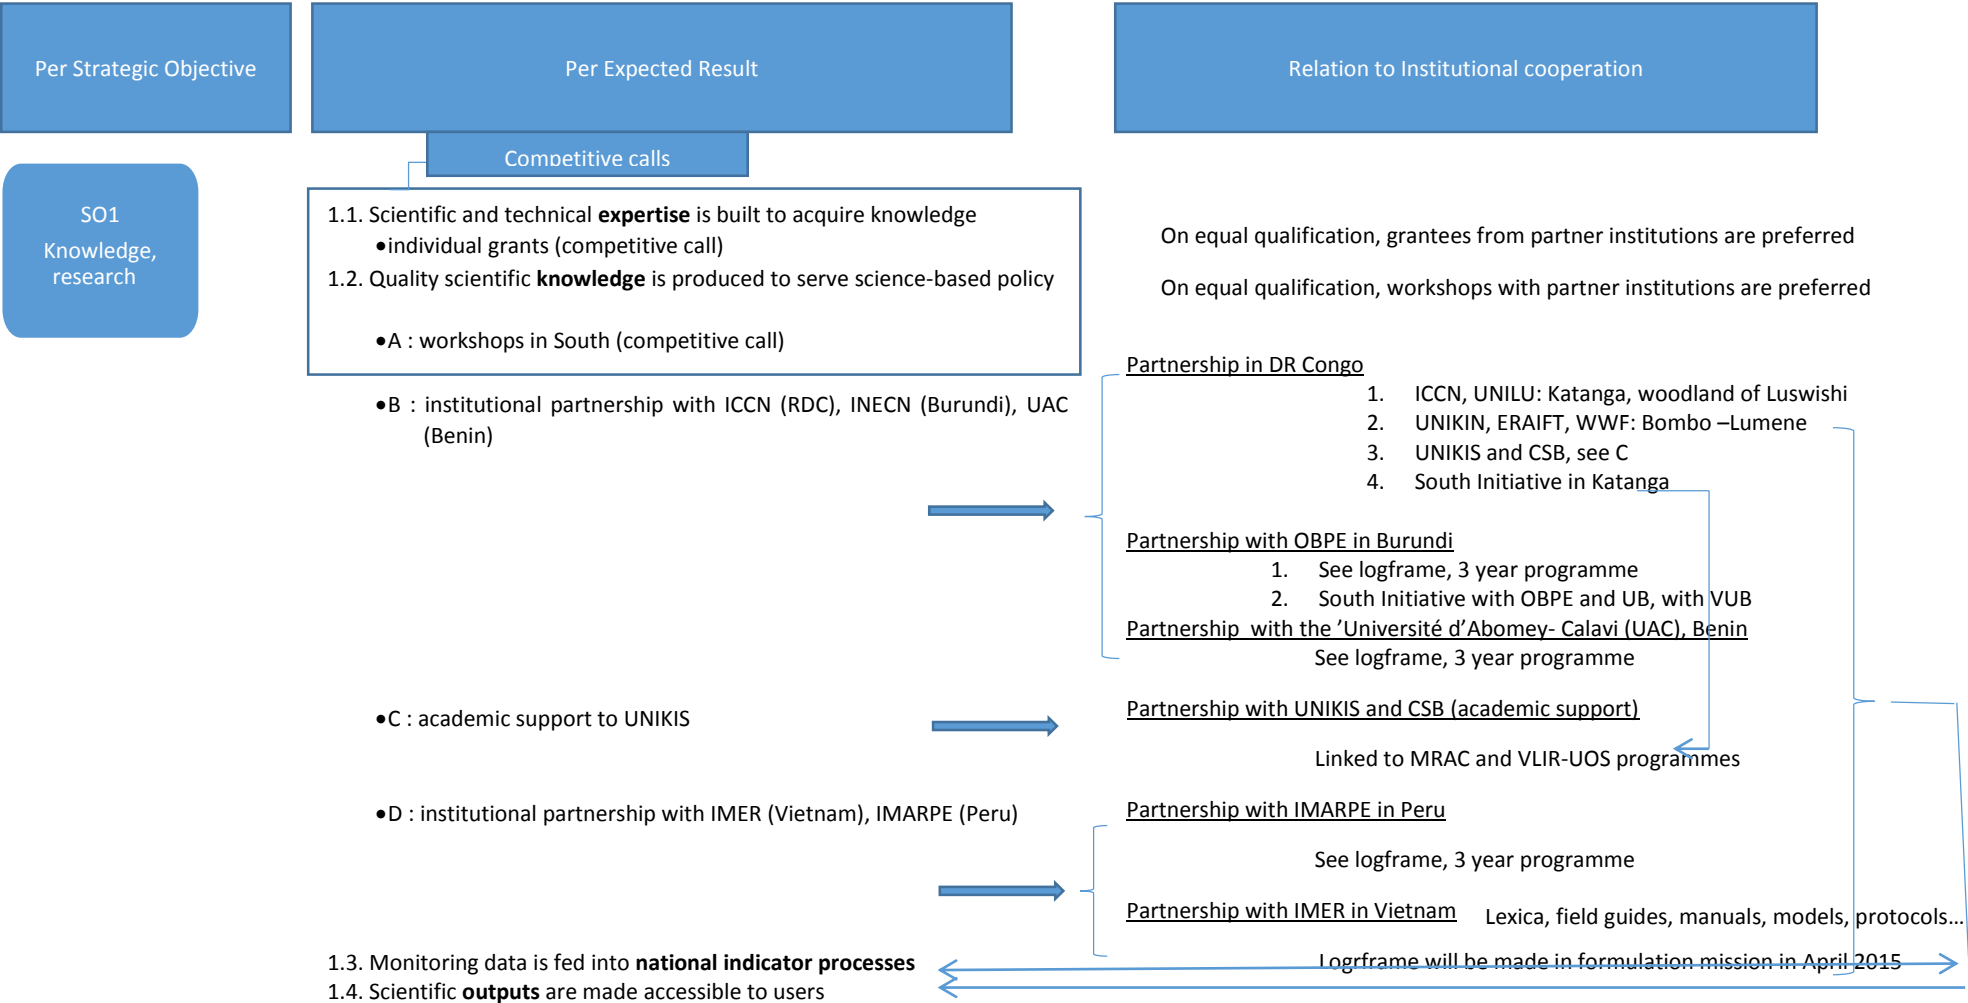 Per Strategic Objective
Per Expected Result
Relation to Institutional cooperation
Competitive calls
SO1
Knowledge,
research
1.1. Scientific and technical expertise is built to acquire knowledge
•individual grants (competitive call)
1.2. Quality scientific knowledge is produced to serve science-based policy
•A : workshops in South (competitive call)
•B : institutional partnership with ICCN (RDC), INECN (Burundi), UAC
(Benin)
•C : academic support to UNIKIS
•D : institutional partnership with IMER (Vietnam), IMARPE (Peru)
1.3. Monitoring data is fed into national indicator processes
1.4. Scientific outputs are made accessible to users
On equal qualification, grantees from partner institutions are preferred
On equal qualification, workshops with partner institutions are preferred
Partnership in DR Congo
1. ICCN, UNILU: Katanga, woodland of Luswishi
2. UNIKIN, ERAIFT, WWF: Bombo –Lumene
3. UNIKIS and CSB, see C
4. South Initiative in Katanga
Partnership with OBPE in Burundi
1. See logframe, 3 year programme
2. South Initiative with OBPE and UB, with VUB
Partnership with the ’Université d’Abomey- Calavi (UAC), Benin
See logframe, 3 year programme
Partnership with UNIKIS and CSB (academic support)
Linked to MRAC and VLIR-UOS programmes
Partnership with IMARPE in Peru
See logframe, 3 year programme
Partnership with IMER in Vietnam
Lexica, field guides, manuals, models, protocols…
Logrframe will be made in formulation mission in April 2015